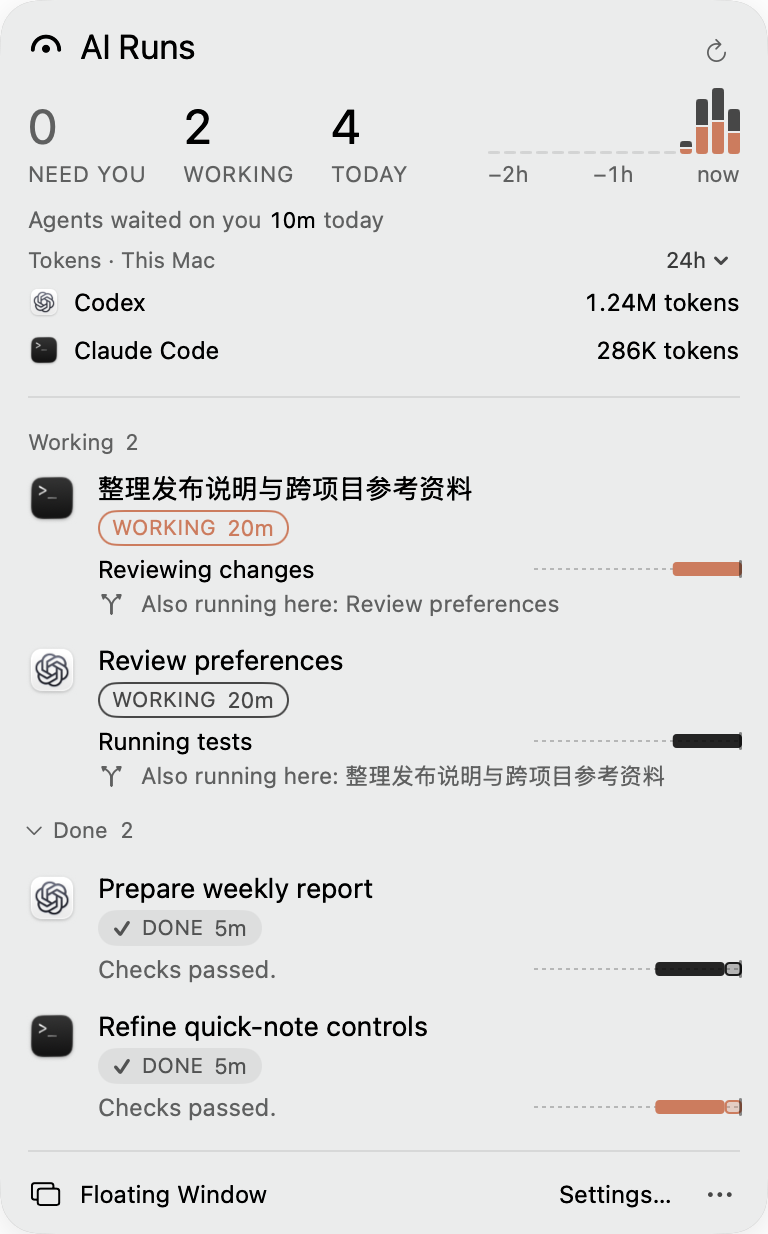 AI Runs
0 2 4
NEED YOU WORKING TODAY −2h −1h now
Agents waited on you 10m today
Tokens · This Mac 24h
Codex 1.24M tokens
>_ Claude Code 286K tokens
Working 2
>_ 整理发布说明与跨项目参考资料
WORKING 20m
Reviewing changes
Also running here: Review preferences
Review preferences
WORKING 20m
Running tests
Also running here: 整理发布说明与跨项目参考资料
Done 2
Prepare weekly report
DONE 5m
Checks passed.
>_ Refine quick-note controls
DONE 5m
Checks passed.
Floating Window Settings... ···